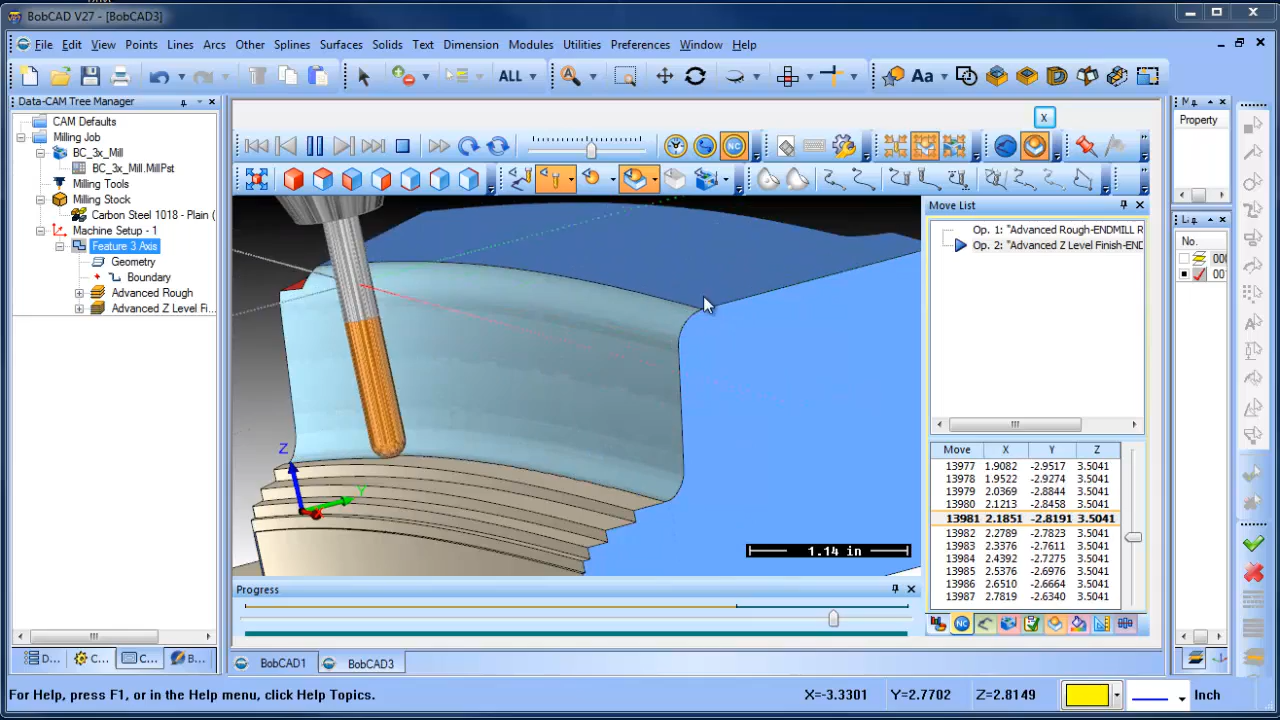 BobCAD V27 - [BobCAD3]
File Edit View Points Lines Arcs Other Splines Surfaces Solids Text Dimension Modules Utilities Preferences Window Help
ALL
Aa
Data-CAM Tree Manager
CAM Defaults
Milling Job
BC_3x_Mill
BC_3x_Mill.MillPst
Milling Tools
Milling Stock
Carbon Steel 1018 - Plain (
Machine Setup - 1
Feature 3 Axis
Geometry
Boundary
Advanced Rough
Advanced Z Level Fi...
D... C... C... B...
X
NC
Z
Y
1.14 in
Progress
BobCAD1 BobCAD3
Move List
Op. 1: "Advanced Rough-ENDMILL R
Op. 2: "Advanced Z Level Finish-END
Move X Y Z
13977 1.9082 -2.9517 3.5041
13978 1.9522 -2.9274 3.5041
13979 2.0369 -2.8844 3.5041
13980 2.1213 -2.8458 3.5041
13981 2.1851 -2.8191 3.5041
13982 2.2789 -2.7823 3.5041
13983 2.3376 -2.7611 3.5041
13984 2.4392 -2.7275 3.5041
13985 2.5376 -2.6976 3.5041
13986 2.6510 -2.6664 3.5041
13987 2.7819 -2.6340 3.5041
NC
Property
No.
For Help, press F1, or in the Help menu, click Help Topics.
X=-3.3301 Y=2.7702 Z=2.8149 Inch